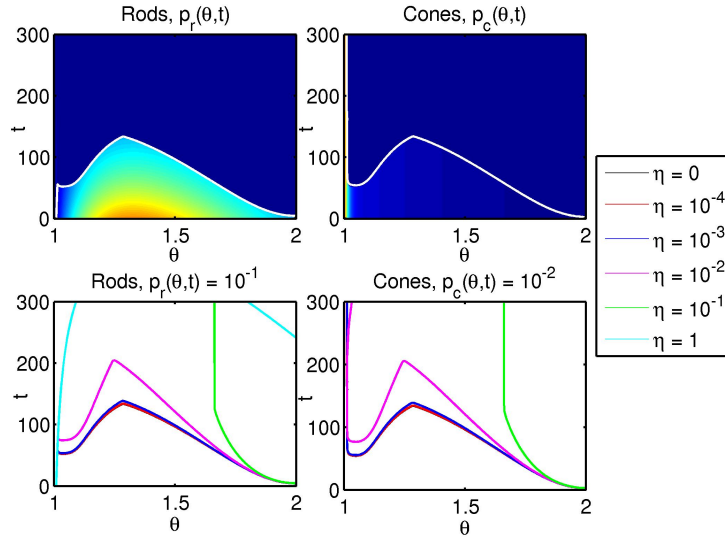 Rods, p_r(θ,t)
Cones, p_c(θ,t)
300
200
100
0
t
1
1.5
2
θ
300
200
100
0
t
1
1.5
2
θ
η = 0
η = 10^-4
η = 10^-3
η = 10^-2
η = 10^-1
η = 1
Rods, p_r(θ,t) = 10^-1
Cones, p_c(θ,t) = 10^-2
300
200
100
0
t
1
1.5
2
θ
300
200
100
0
t
1
1.5
2
θ